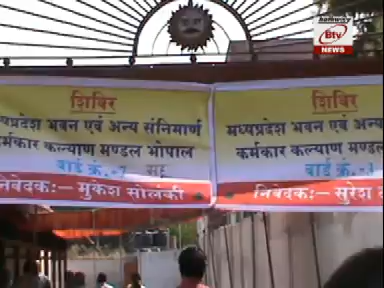 Btv
NEWS
शिविर
मध्यप्रदेश भवन एवं अन्य संनिमार्ण
कर्मकार कल्याण मण्डल भोपाल
वार्ड क्रं.-7
निवेदकः- मुकेश सोलंकी
शिविर
मध्यप्रदेश भवन एवं अन्य
कर्मकार कल्याण मण्डल
वार्ड क्रं.-
निवेदकः- सुरेश